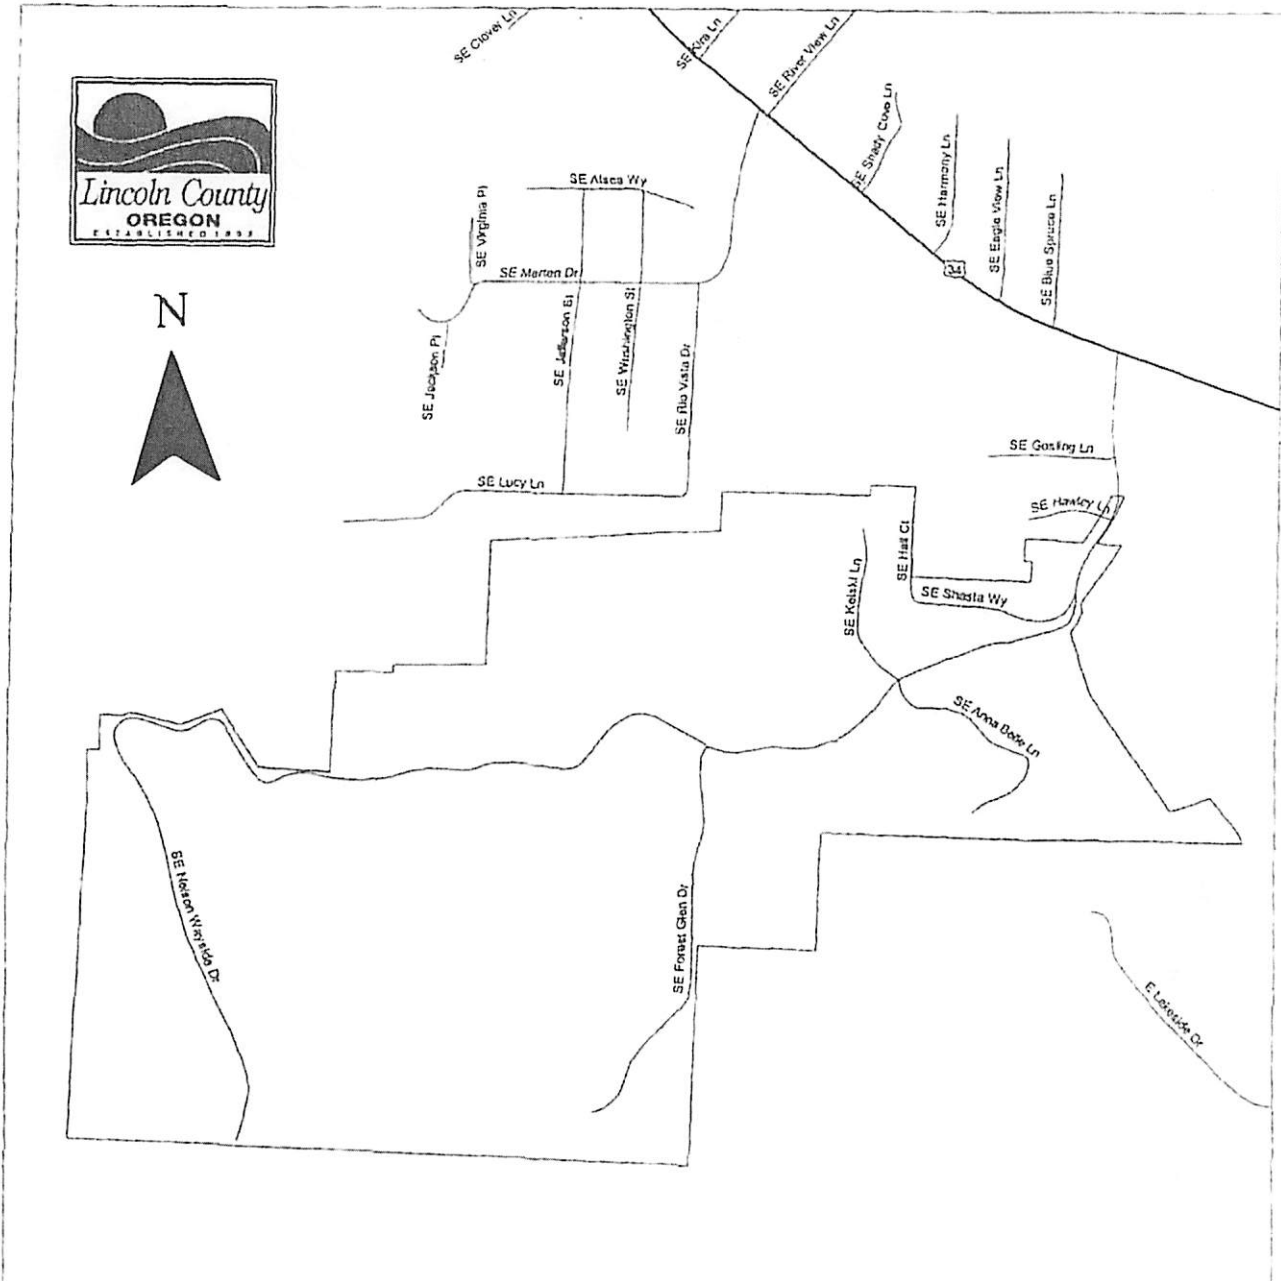 SE Clover Ln
SE Kira Ln
SE River View Ln
SE Shady Cove Ln
SE Harmony Ln
SE Eagle View Ln
SE Blue Spruce Ln
34
Lincoln County
OREGON
ESTABLISHED 1893
N
SE Alsea Wy
SE Virginia Pl
SE Marten Dr
SE Jackson Pl
SE Jefferson St
SE Washington St
SE Rio Vista Dr
SE Lucy Ln
SE Gosling Ln
SE Hawley Ln
SE Hall Ct
SE Keiski Ln
SE Shasta Wy
SE Anna Belle Ln
SE Nelson Wayside Dr
SE Forest Glen Dr
E Lakeside Dr